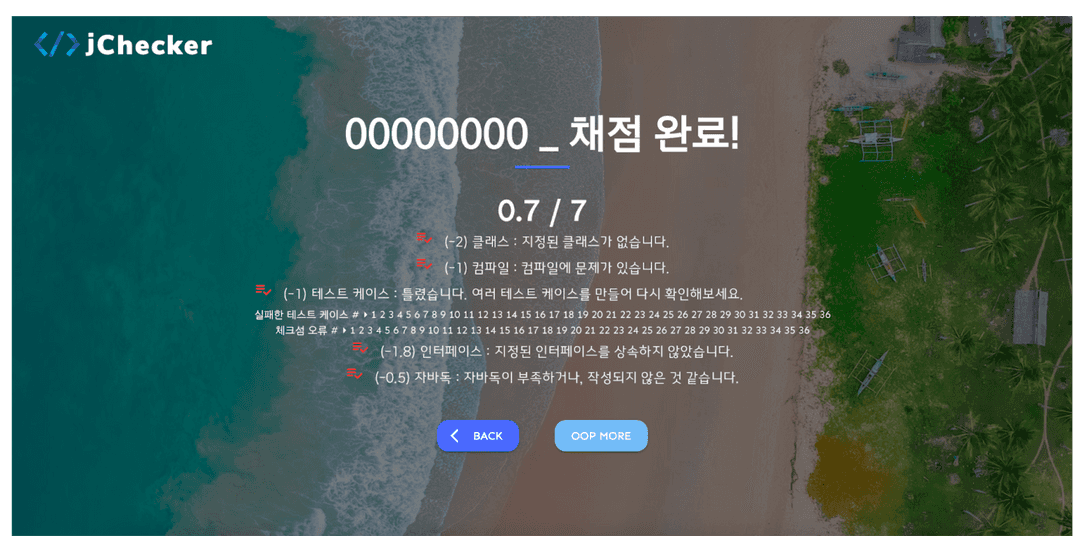 </> jChecker
00000000 _ 채점 완료!
0.7 / 7
(-2) 클래스 : 지정된 클래스가 없습니다.
(-1) 컴파일 : 컴파일에 문제가 있습니다.
(-1) 테스트 케이스 : 틀렸습니다. 여러 테스트 케이스를 만들어 다시 확인해보세요.
실패한 테스트 케이스 # ▸ 1 2 3 4 5 6 7 8 9 10 11 12 13 14 15 16 17 18 19 20 21 22 23 24 25 26 27 28 29 30 31 32 33 34 35 36
체크섬 오류 # ▸ 1 2 3 4 5 6 7 8 9 10 11 12 13 14 15 16 17 18 19 20 21 22 23 24 25 26 27 28 29 30 31 32 33 34 35 36
(-1.8) 인터페이스 : 지정된 인터페이스를 상속하지 않았습니다.
(-0.5) 자바독 : 자바독이 부족하거나, 작성되지 않은 것 같습니다.
BACK
OOP MORE